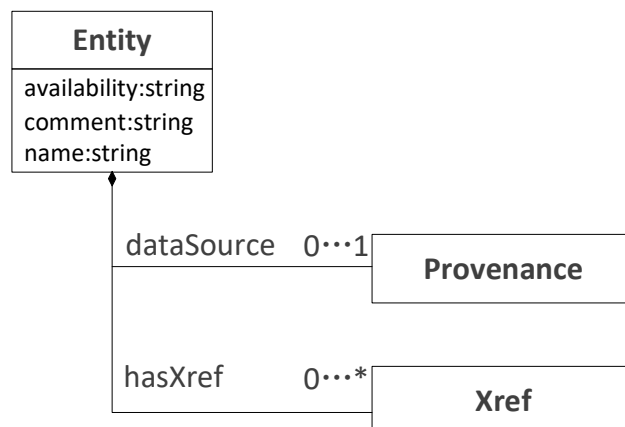 Entity
availability:string
comment:string
name:string
dataSource 0···1
Provenance
hasXref 0···*
Xref